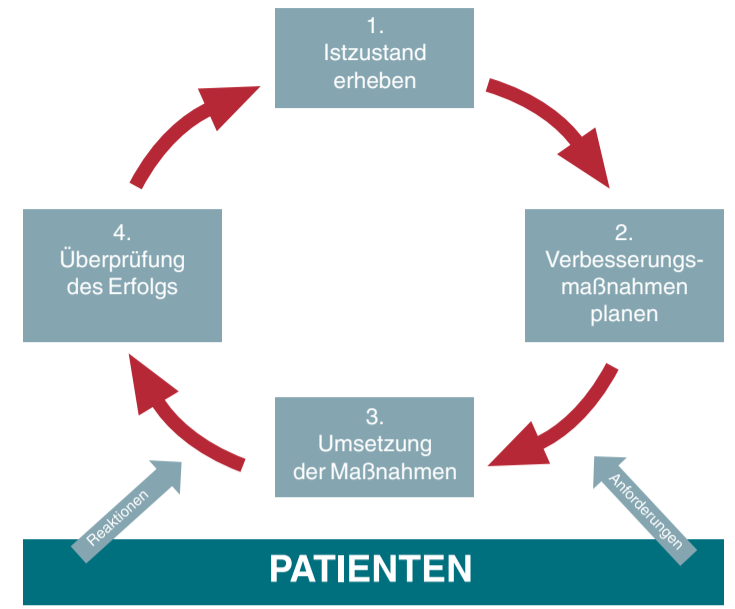 1.
Istzustand
erheben
2.
Verbesserungs-
maßnahmen
planen
3.
Umsetzung
der Maßnahmen
4.
Überprüfung
des Erfolgs
Reaktionen
Anforderungen
PATIENTEN